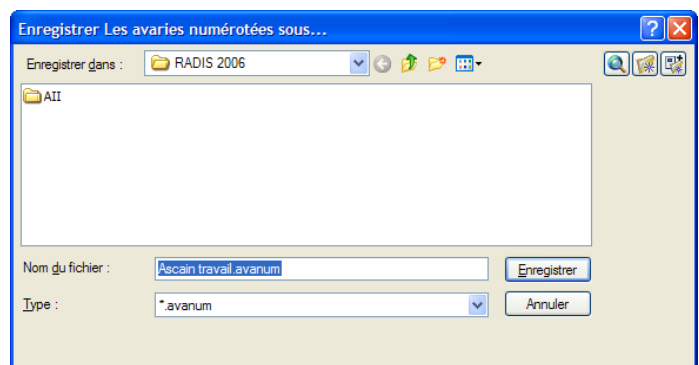 Enregistrer Les avaries numérotées sous...
Enregistrer dans : RADIS 2006
AII
Nom du fichier : Ascain travail.avanum Enregistrer
Type : *.avanum Annuler